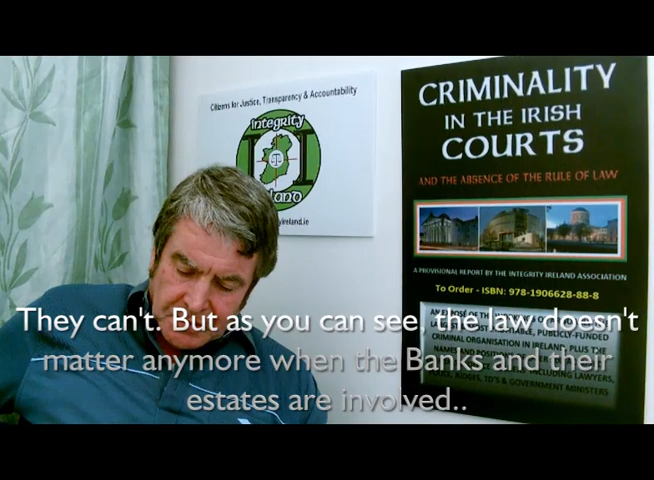 Citizens for Justice, Transparency & Accountability
Integrity
I I
Ireland
CRIMINALITY
IN THE IRISH
COURTS
AND THE ABSENCE OF THE RULE OF LAW
A PROVISIONAL REPORT BY THE INTEGRITY IRELAND ASSOCIATION
To Order - ISBN: 978-1906628-88-8
They can't. But as you can see, the law doesn't
matter anymore when the Banks and their
estates are involved..
PUBLICLY-FUNDED
CRIMINAL ORGANISATION IN IRELAND, PLUS THE
INCLUDING LAWYERS,
JUDGES, TD'S & GOVERNMENT MINISTERS